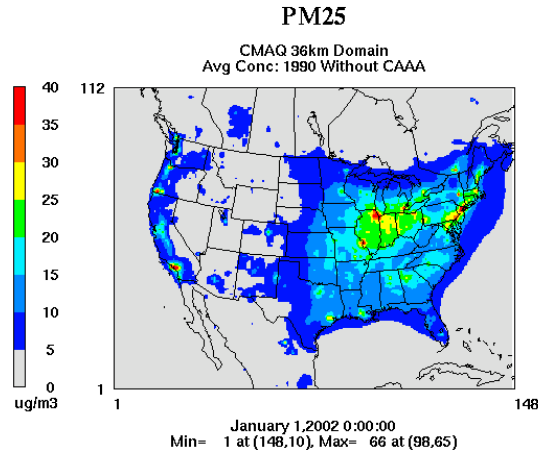 PM25
CMAQ 36km Domain
Avg Conc: 1990 Without CAAA
40
35
30
25
20
15
10
5
0
ug/m3
112
1
1
148
January 1,2002 0:00:00
Min= 1 at (148,10), Max= 66 at (98,65)